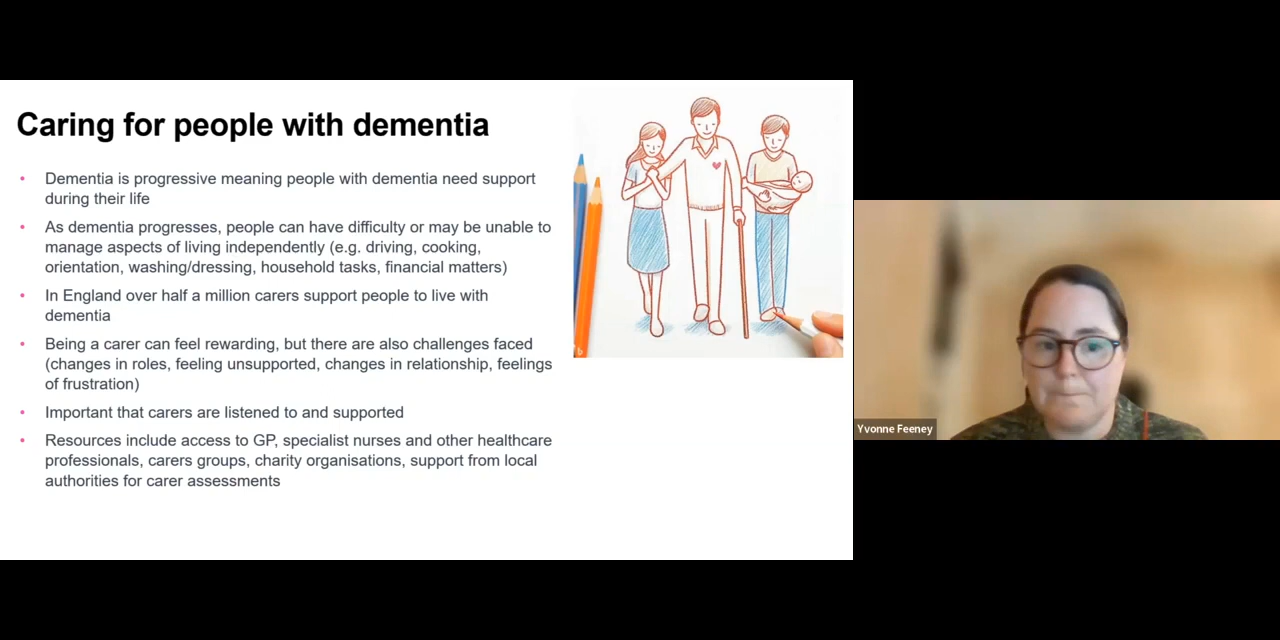 Caring for people with dementia
• Dementia is progressive meaning people with dementia need support
during their life
• As dementia progresses, people can have difficulty or may be unable to
manage aspects of living independently (e.g. driving, cooking,
orientation, washing/dressing, household tasks, financial matters)
• In England over half a million carers support people to live with
dementia
• Being a carer can feel rewarding, but there are also challenges faced
(changes in roles, feeling unsupported, changes in relationship, feelings
of frustration)
• Important that carers are listened to and supported
• Resources include access to GP, specialist nurses and other healthcare
professionals, carers groups, charity organisations, support from local
authorities for carer assessments
Yvonne Feeney